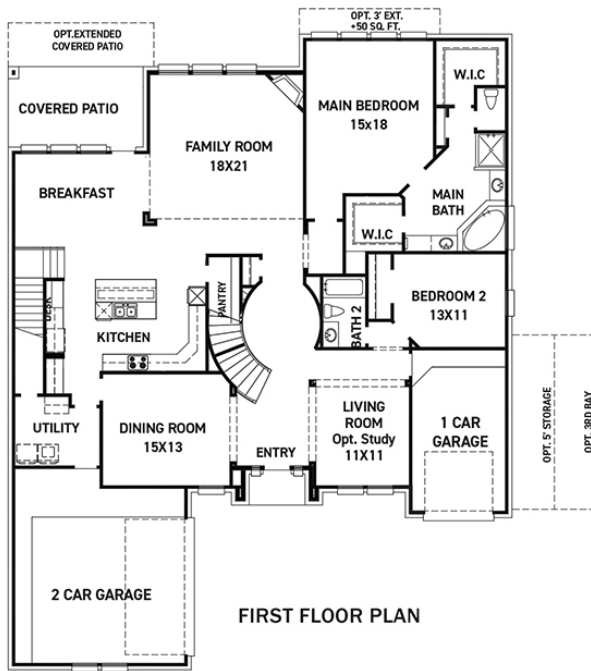 OPT. 3' EXT.
+50 SQ. FT.
OPT.EXTENDED
COVERED PATIO
W.I.C
COVERED PATIO
MAIN BEDROOM
15x18
FAMILY ROOM
18X21
BREAKFAST
MAIN
BATH
W.I.C
BEDROOM 2
13X11
DESK
PANTRY
KITCHEN
BATH 2
UTILITY
DINING ROOM
15X13
ENTRY
LIVING
ROOM
Opt. Study
11X11
1 CAR
GARAGE
OPT. 5' STORAGE
OPT. 3RD BAY
2 CAR GARAGE
FIRST FLOOR PLAN